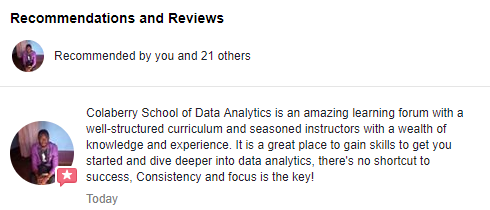 Recommendations and Reviews
Recommended by you and 21 others
Colaberry School of Data Analytics is an amazing learning forum with a
well-structured curriculum and seasoned instructors with a wealth of
knowledge and experience. It is a great place to gain skills to get you
started and dive deeper into data analytics, there's no shortcut to
success, Consistency and focus is the key!
Today